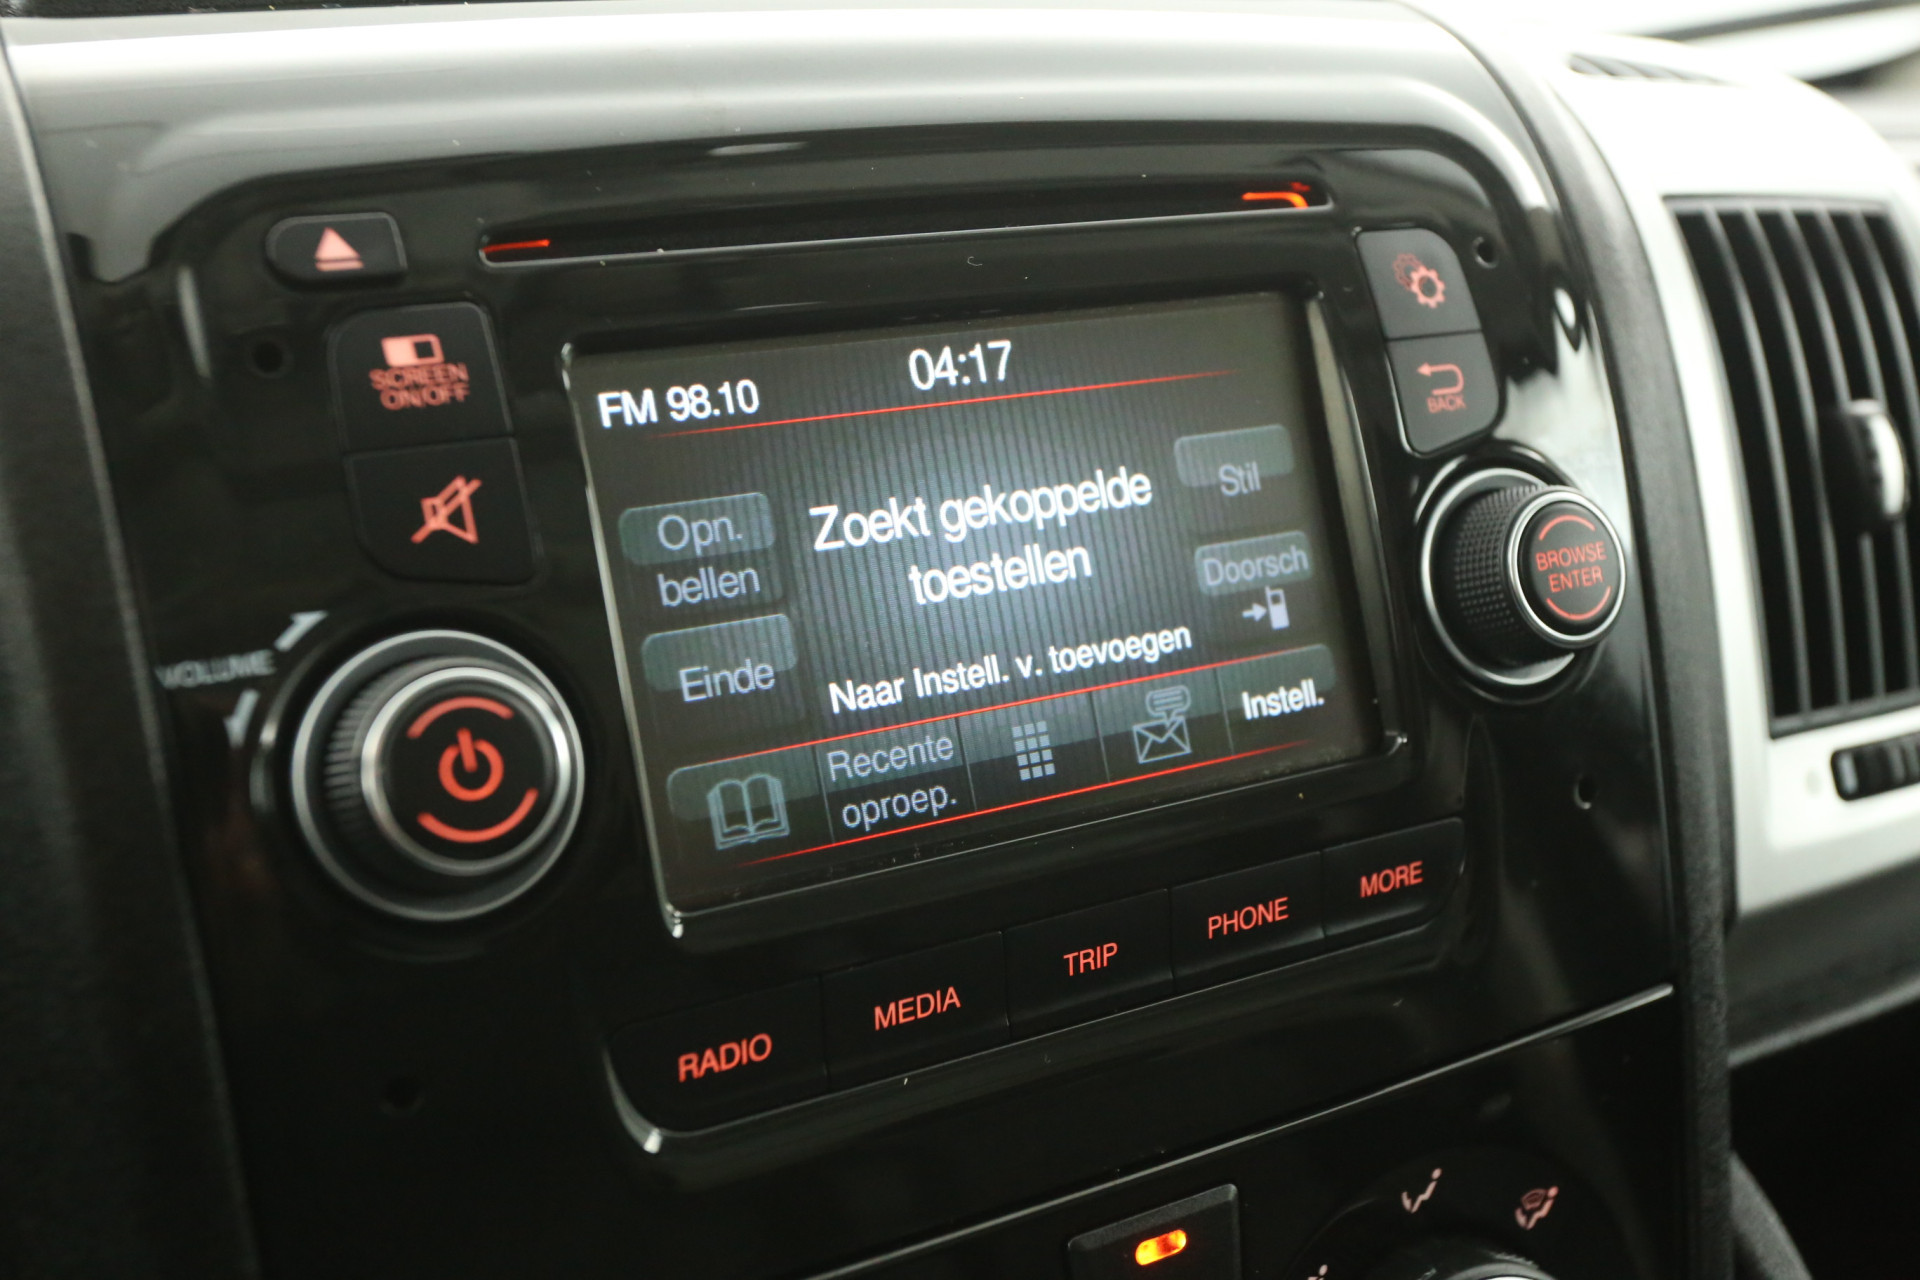 SCREEN
ON/OFF
VOLUME
FM 98.10
04:17
Opn.
bellen
Zoekt gekoppelde
toestellen
Stil
Doorsch
Einde
Naar Instell. v. toevoegen
Recente
oproep.
Instell.
BACK
BROWSE
ENTER
RADIO
MEDIA
TRIP
PHONE
MORE